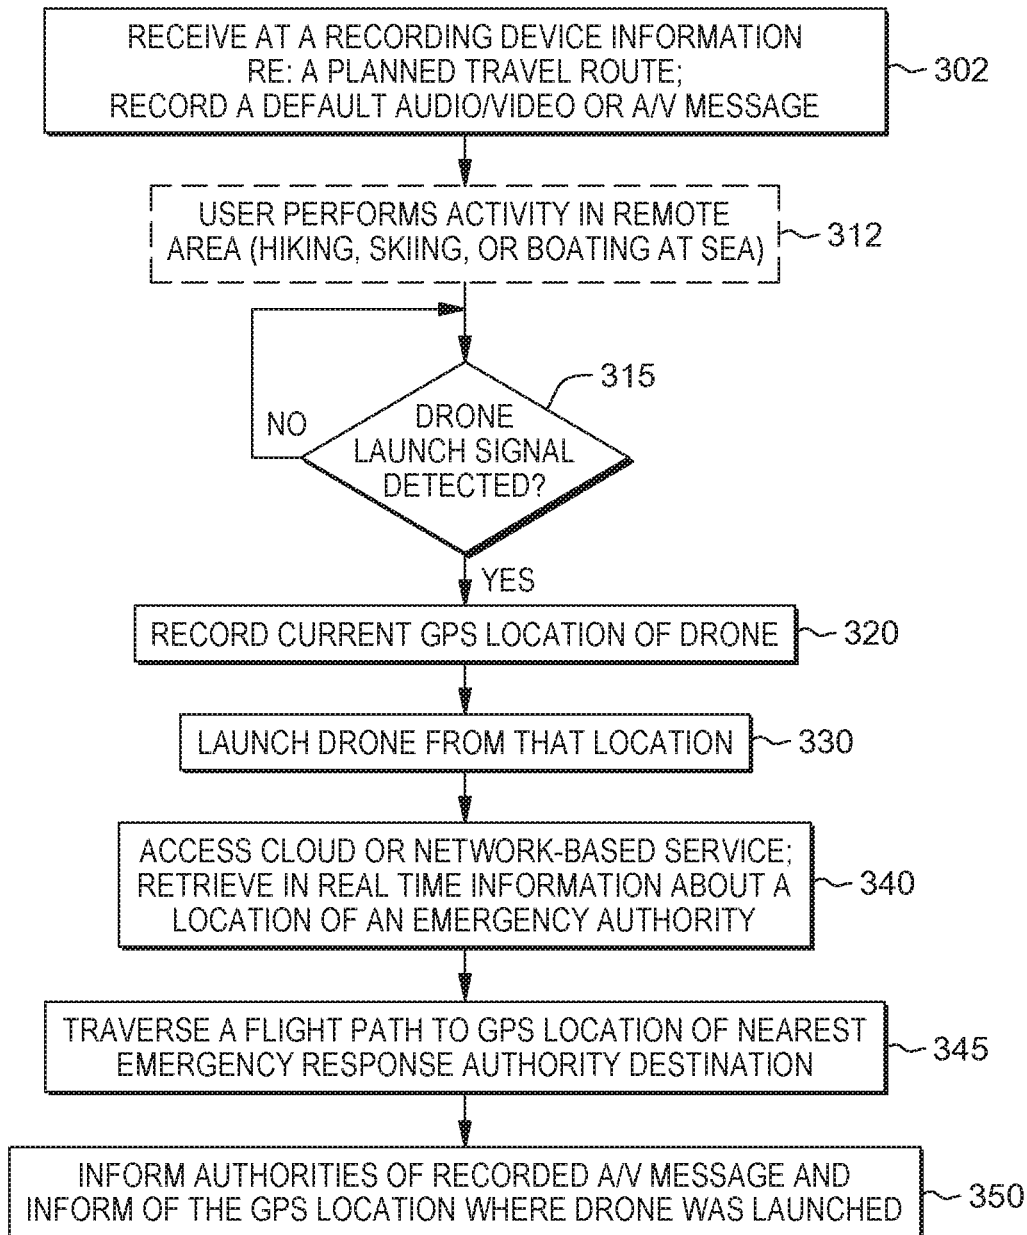 RECEIVE AT A RECORDING DEVICE INFORMATION
RE: A PLANNED TRAVEL ROUTE;
RECORD A DEFAULT AUDIO/VIDEO OR A/V MESSAGE
302
USER PERFORMS ACTIVITY IN REMOTE
AREA (HIKING, SKIING, OR BOATING AT SEA)
312
315
NO
DRONE
LAUNCH SIGNAL
DETECTED?
YES
RECORD CURRENT GPS LOCATION OF DRONE
320
LAUNCH DRONE FROM THAT LOCATION
330
ACCESS CLOUD OR NETWORK-BASED SERVICE;
RETRIEVE IN REAL TIME INFORMATION ABOUT A
LOCATION OF AN EMERGENCY AUTHORITY
340
TRAVERSE A FLIGHT PATH TO GPS LOCATION OF NEAREST
EMERGENCY RESPONSE AUTHORITY DESTINATION
345
INFORM AUTHORITIES OF RECORDED A/V MESSAGE AND
INFORM OF THE GPS LOCATION WHERE DRONE WAS LAUNCHED
350